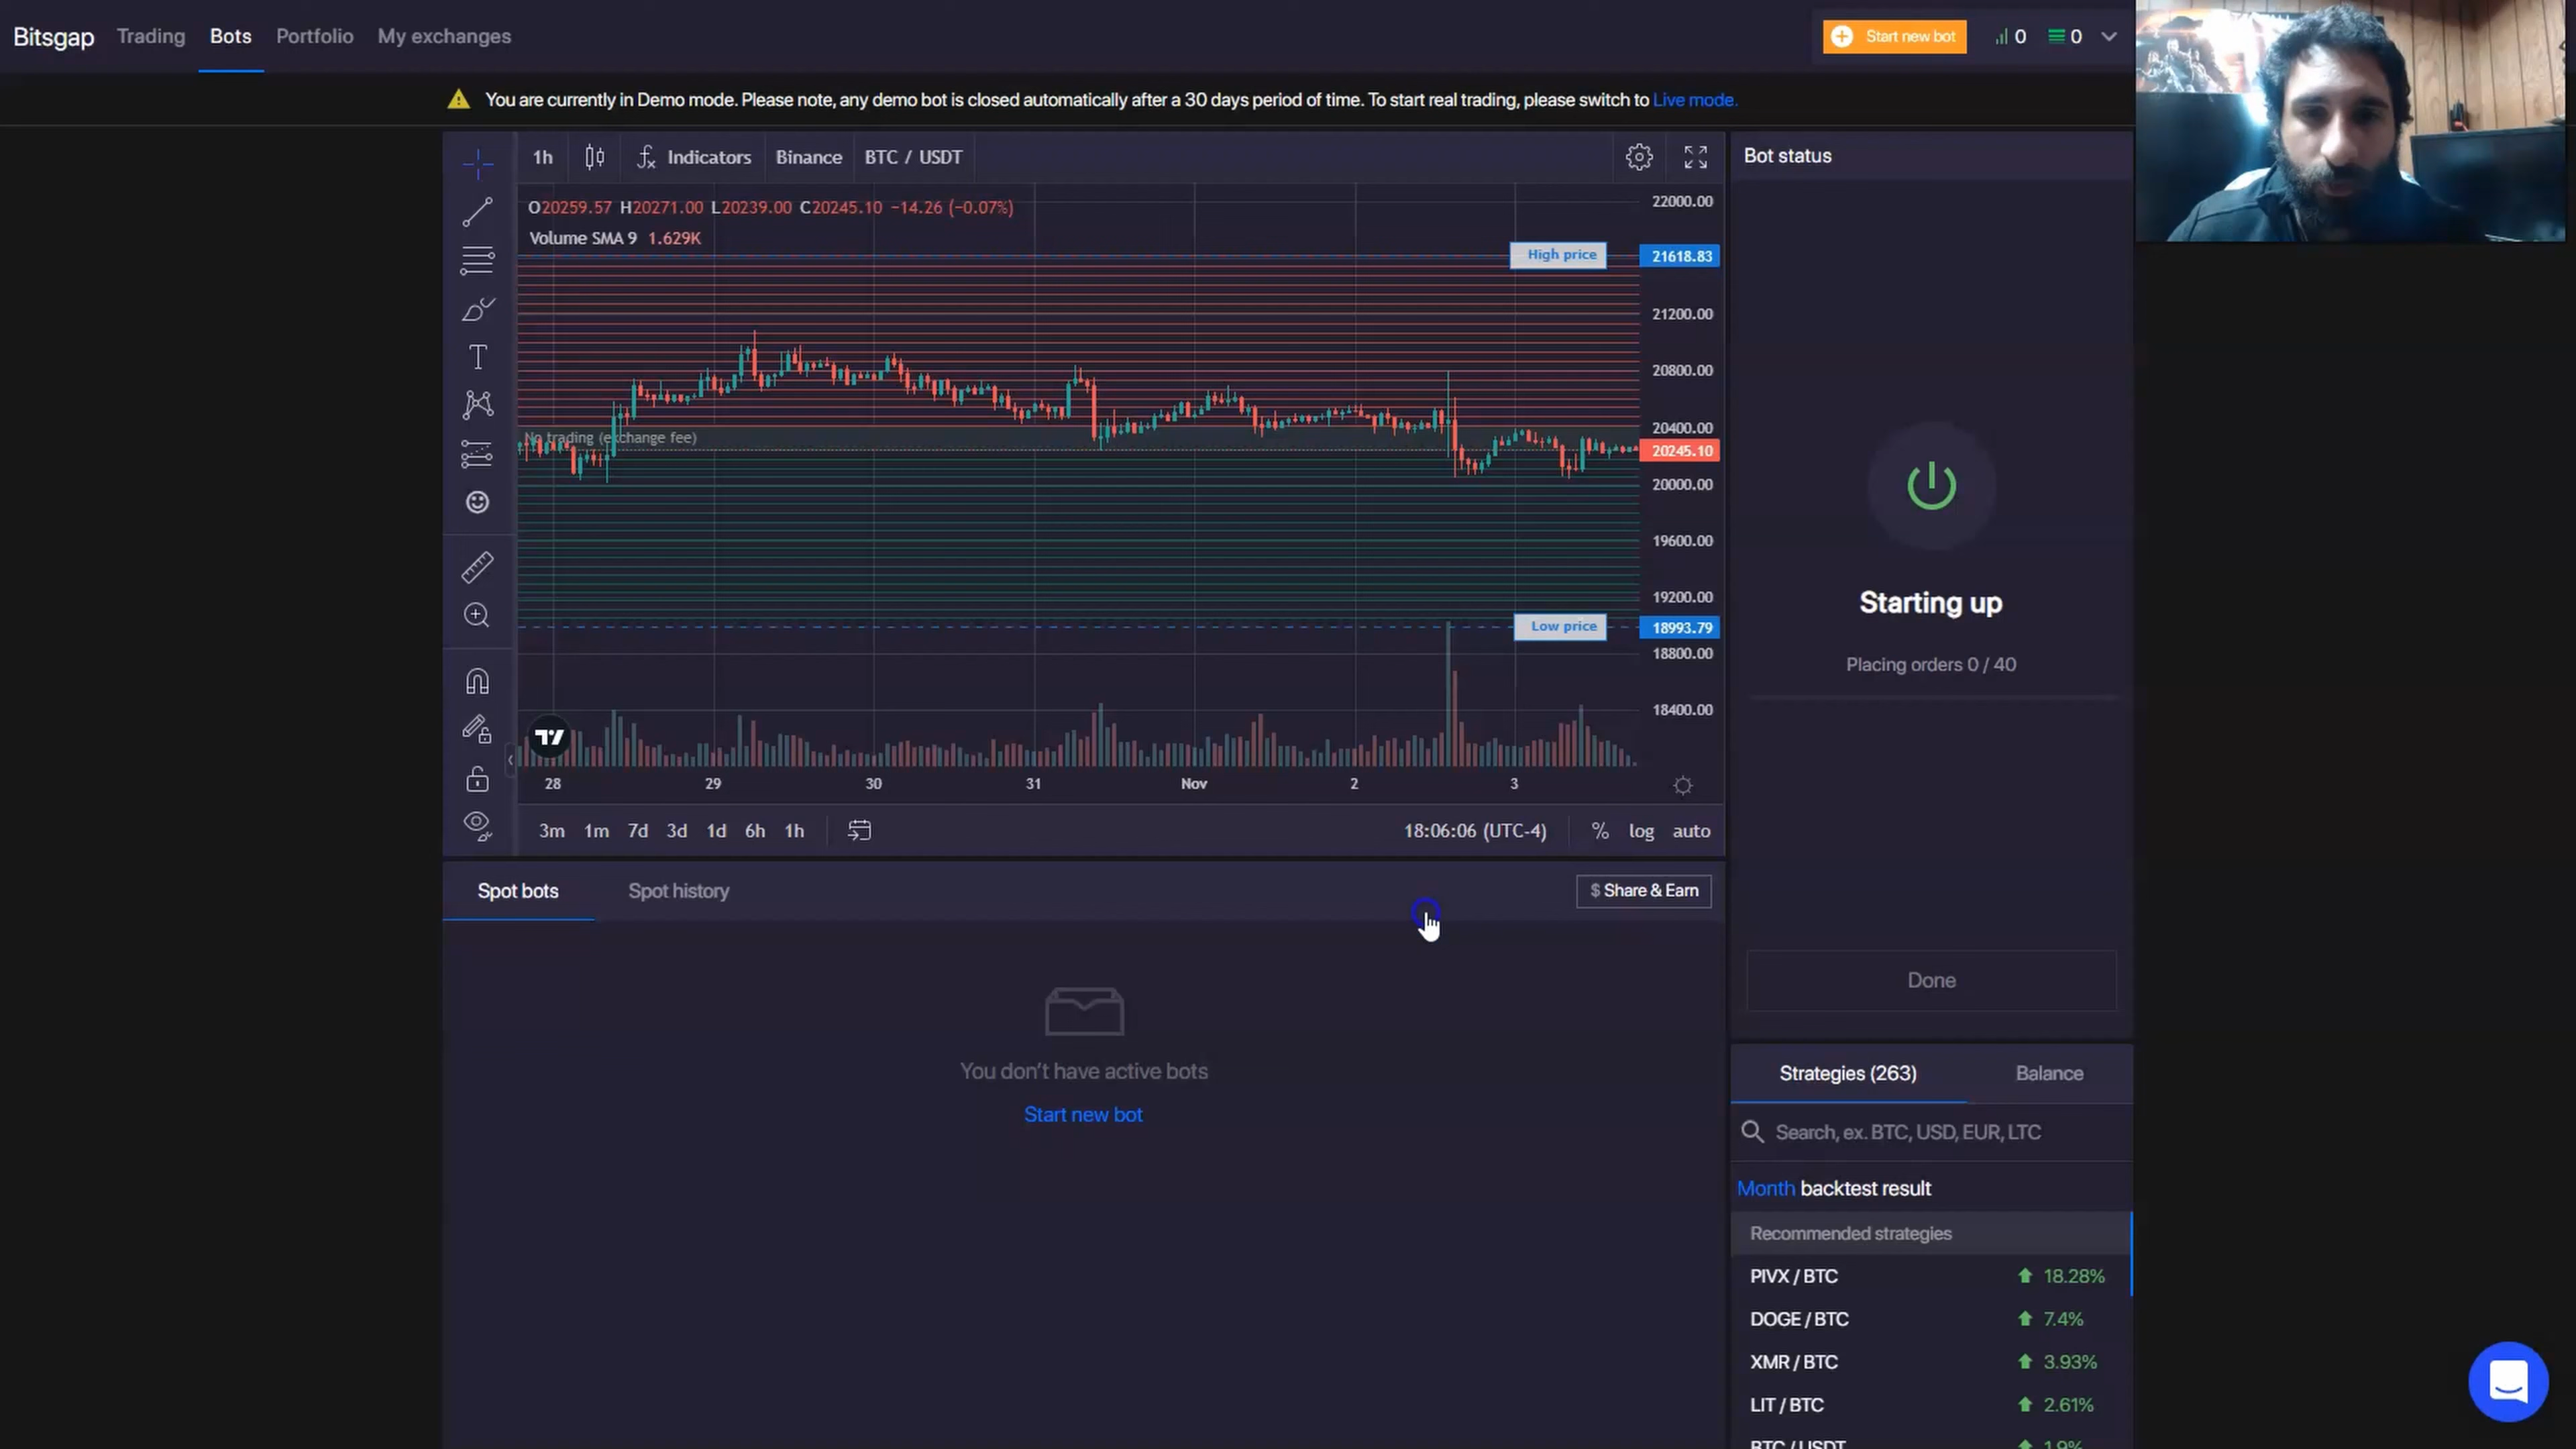 Bitsgap Trading Bots Portfolio My exchanges Start new bot 0 0
You are currently in Demo mode. Please note, any demo bot is closed automatically after a 30 days period of time. To start real trading, please switch to Live mode.
1h Indicators Binance BTC / USDT
O20259.57 H20271.00 L20239.00 C20245.10 −14.26 (−0.07%)
Volume SMA 9 1.629K
22000.00
High price 21618.83
21200.00
20800.00
20400.00
No trading (exchange fee)
20245.10
20000.00
19600.00
19200.00
Low price 18993.79
18800.00
18400.00
28 29 30 31 Nov 2 3
3m 1m 7d 3d 1d 6h 1h 18:06:06 (UTC-4) % log auto
Bot status
Starting up
Placing orders 0 / 40
Done
Spot bots Spot history $ Share & Earn
You don't have active bots
Start new bot
Strategies (263) Balance
Search, ex. BTC, USD, EUR, LTC
Month backtest result
Recommended strategies
PIVX / BTC 18.28%
DOGE / BTC 7.4%
XMR / BTC 3.93%
LIT / BTC 2.61%
BTC / USDT 1.9%